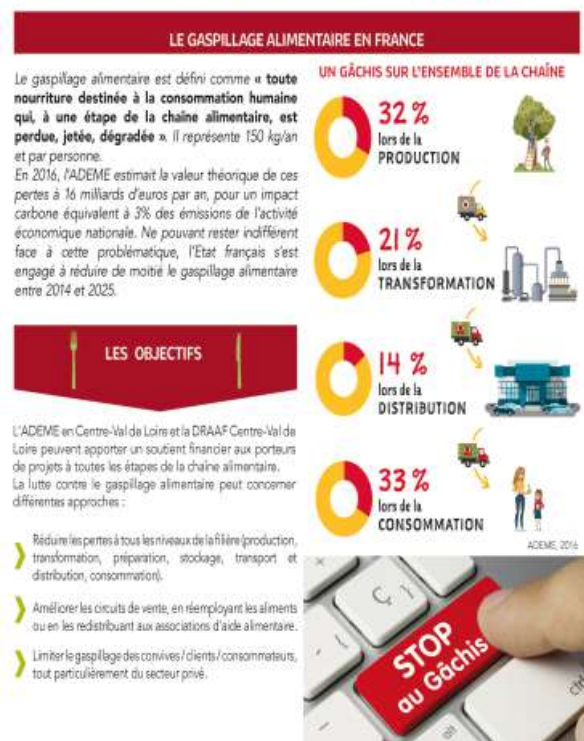 LE GASPILLAGE ALIMENTAIRE EN FRANCE
Le gaspillage alimentaire est défini comme « toute
nourriture destinée à la consommation humaine
qui, à une étape de la chaîne alimentaire, est
perdue, jetée, dégradée ». Il représente 150 kg/an
et par personne.
En 2016, l'ADEME estimait la valeur théorique de ces
pertes à 16 milliards d'euros par an, pour un impact
carbone équivalent à 3% des émissions de l'activité
économique nationale. Ne pouvant rester indifférent
face à cette problématique, l'Etat français s'est
engagé à réduire de moitié le gaspillage alimentaire
entre 2014 et 2025.
LES OBJECTIFS
L'ADEME en Centre-Val de Loire et la DRAAF Centre-Val de
Loire peuvent apporter un soutient financier aux porteurs
de projets à toutes les étapes de la chaîne alimentaire.
La lutte contre le gaspillage alimentaire peut concerner
différentes approches :
Réduire les pertes à tous les niveaux de la filière (production,
transformation, préparation, stockage, transport et
distribution, consommation).
Améliorer les circuits de vente, en réemployant les aliments
ou en les redistribuant aux associations d'aide alimentaire.
Limiter le gaspillage des convives / clients / consommateurs,
tout particulièrement du secteur privé.
UN GÂCHIS SUR L'ENSEMBLE DE LA CHAÎNE
32 %
lors de la
PRODUCTION
21 %
lors de la
TRANSFORMATION
14 %
lors de la
DISTRIBUTION
33 %
lors de la
CONSOMMATION
ADEME, 2016
Ç
STOP
au Gâchis
alt
ctrl